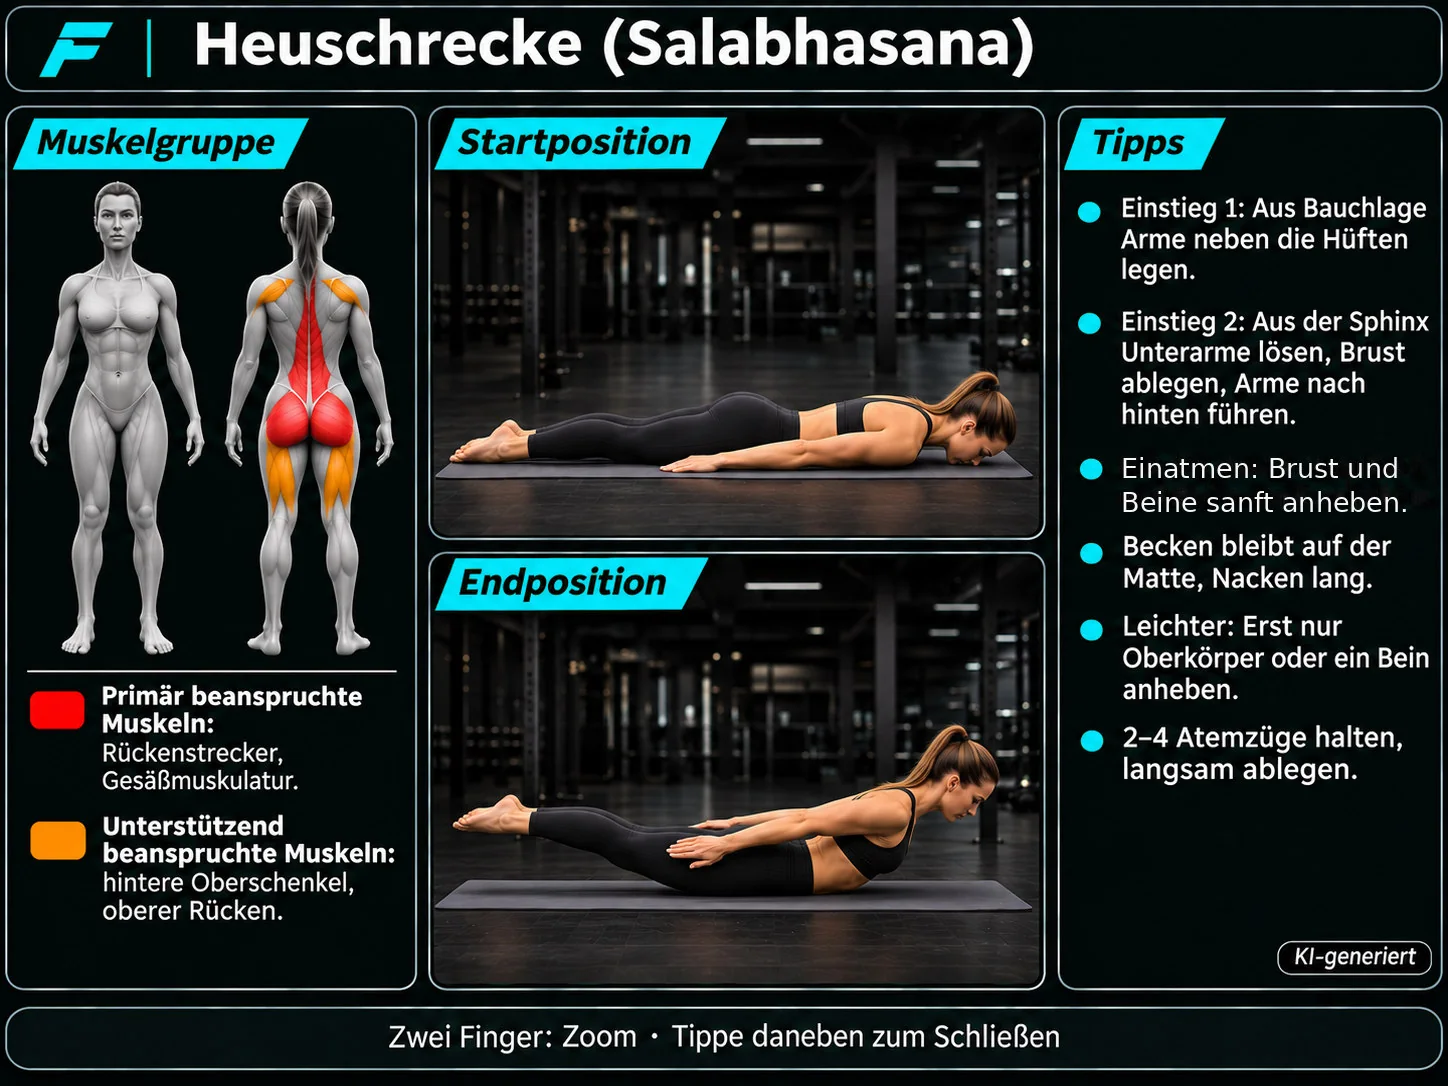 Heuschrecke (Salabhasana)
Muskelgruppe
Primär beanspruchte
Muskeln:
Rückenstrecker,
Gesäßmuskulatur.
Unterstützend
beanspruchte Muskeln:
hintere Oberschenkel,
oberer Rücken.
Startposition
Endposition
Tipps
Einstieg 1: Aus Bauchlage
Arme neben die Hüften
legen.
Einstieg 2: Aus der Sphinx
Unterarme lösen, Brust
ablegen, Arme nach
hinten führen.
Einatmen: Brust und
Beine sanft anheben.
Becken bleibt auf der
Matte, Nacken lang.
Leichter: Erst nur
Oberkörper oder ein Bein
anheben.
2–4 Atemzüge halten,
langsam ablegen.
KI-generiert
Zwei Finger: Zoom · Tippe daneben zum Schließen